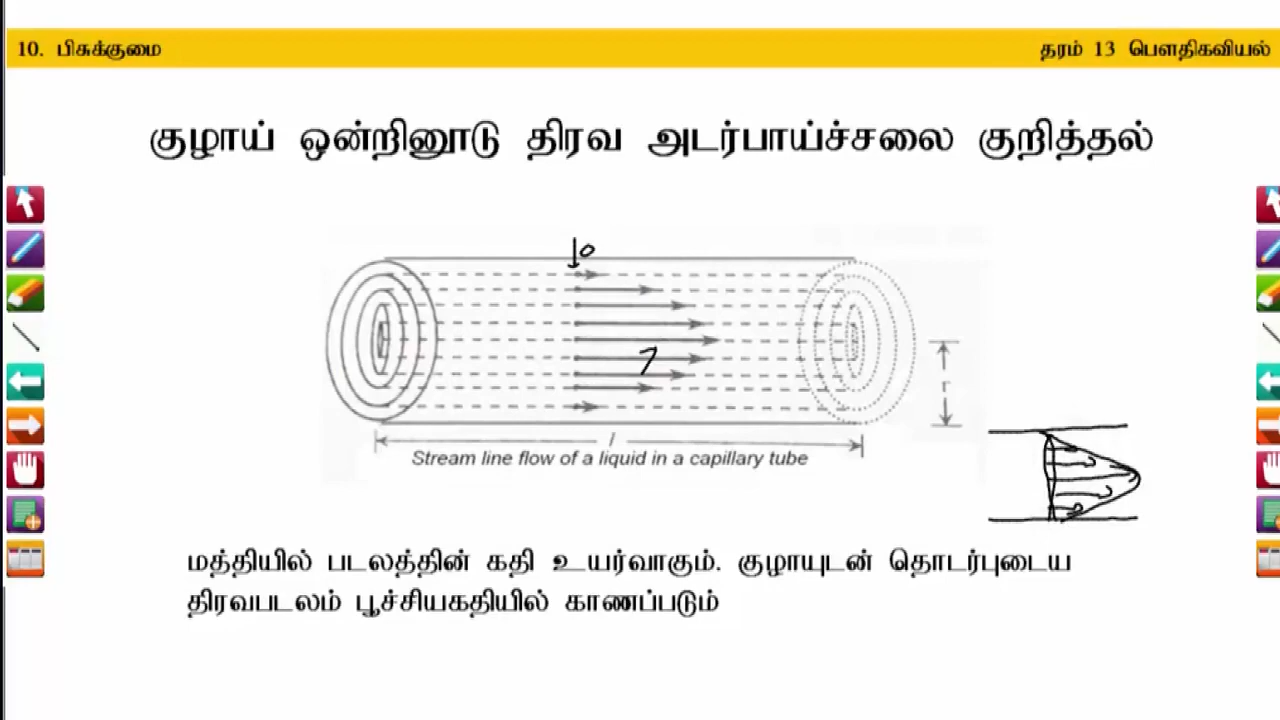 10. பிசுக்குமை
தரம் 13 பௌதிகவியல்
குழாய் ஒன்றினூடு திரவ அடர்பாய்ச்சலை குறித்தல்
0
r
l
Stream line flow of a liquid in a capillary tube
மத்தியில் படலத்தின் கதி உயர்வாகும். குழாயுடன் தொடர்புடைய
திரவபடலம் பூச்சியகதியில் காணப்படும்